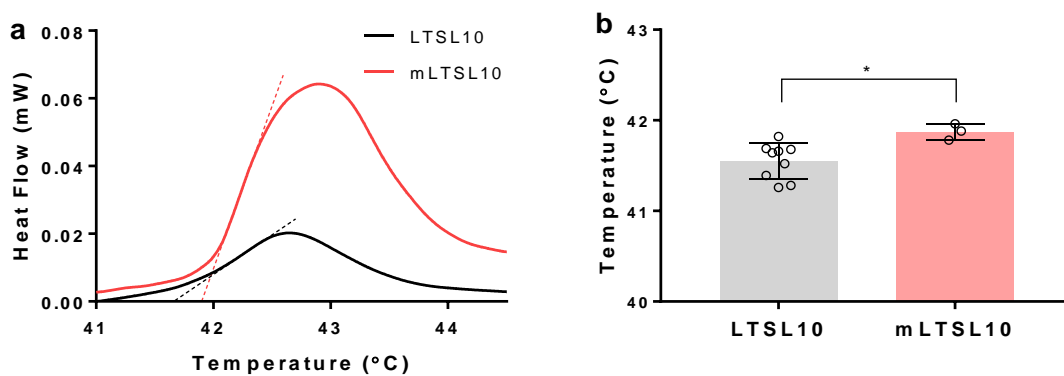 a
0.08
0.06
0.04
0.02
0.00
Heat Flow (mW)
41
42
43
44
Temperature (°C)
LTSL10
mLTSL10
b
43
42
41
40
Temperature (°C)
*
LTSL10
mLTSL10